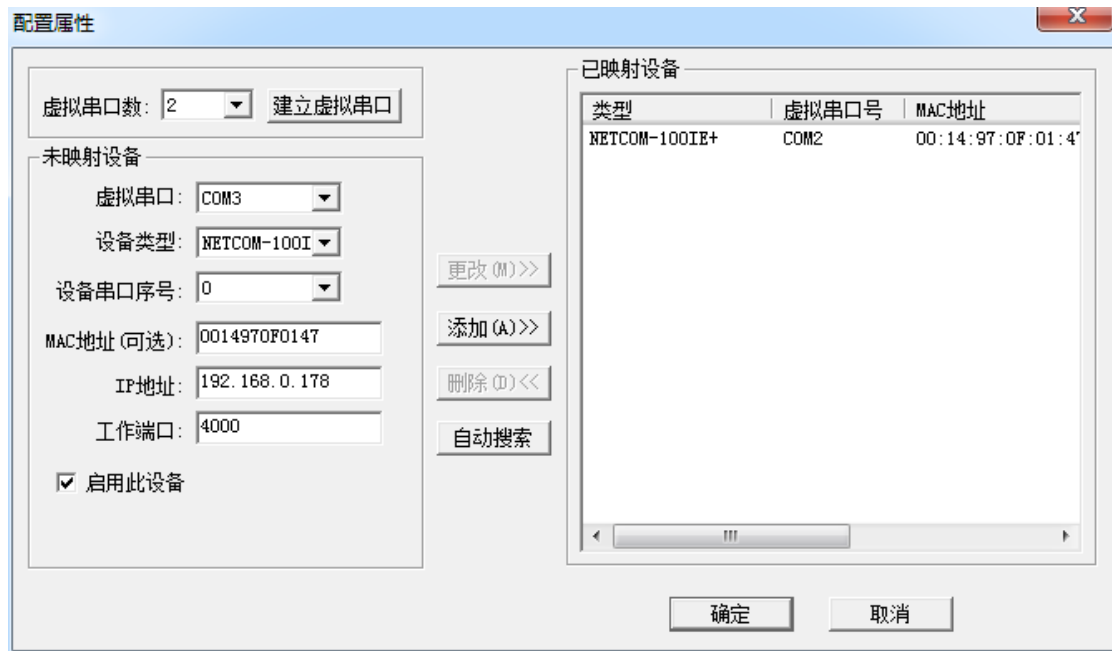 配置属性
虚拟串口数: 2 建立虚拟串口
未映射设备
虚拟串口: COM3
设备类型: NETCOM-100I
设备串口序号: 0
MAC地址(可选): 0014970F0147
IP地址: 192.168.0.178
工作端口: 4000
启用此设备
更改(M)>>
添加(A)>>
删除(D)<<
自动搜索
已映射设备
类型 虚拟串口号 MAC地址
NETCOM-100IE+ COM2 00:14:97:0F:01:47
确定 取消